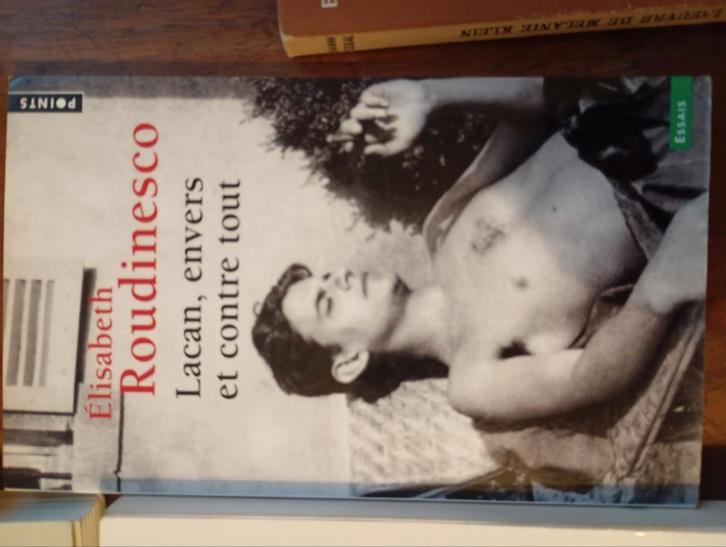 POINTS
Élisabeth
Roudinesco
Lacan, envers
et contre tout
ESSAIS
L'ŒUVRE DE MELANIE KLEIN